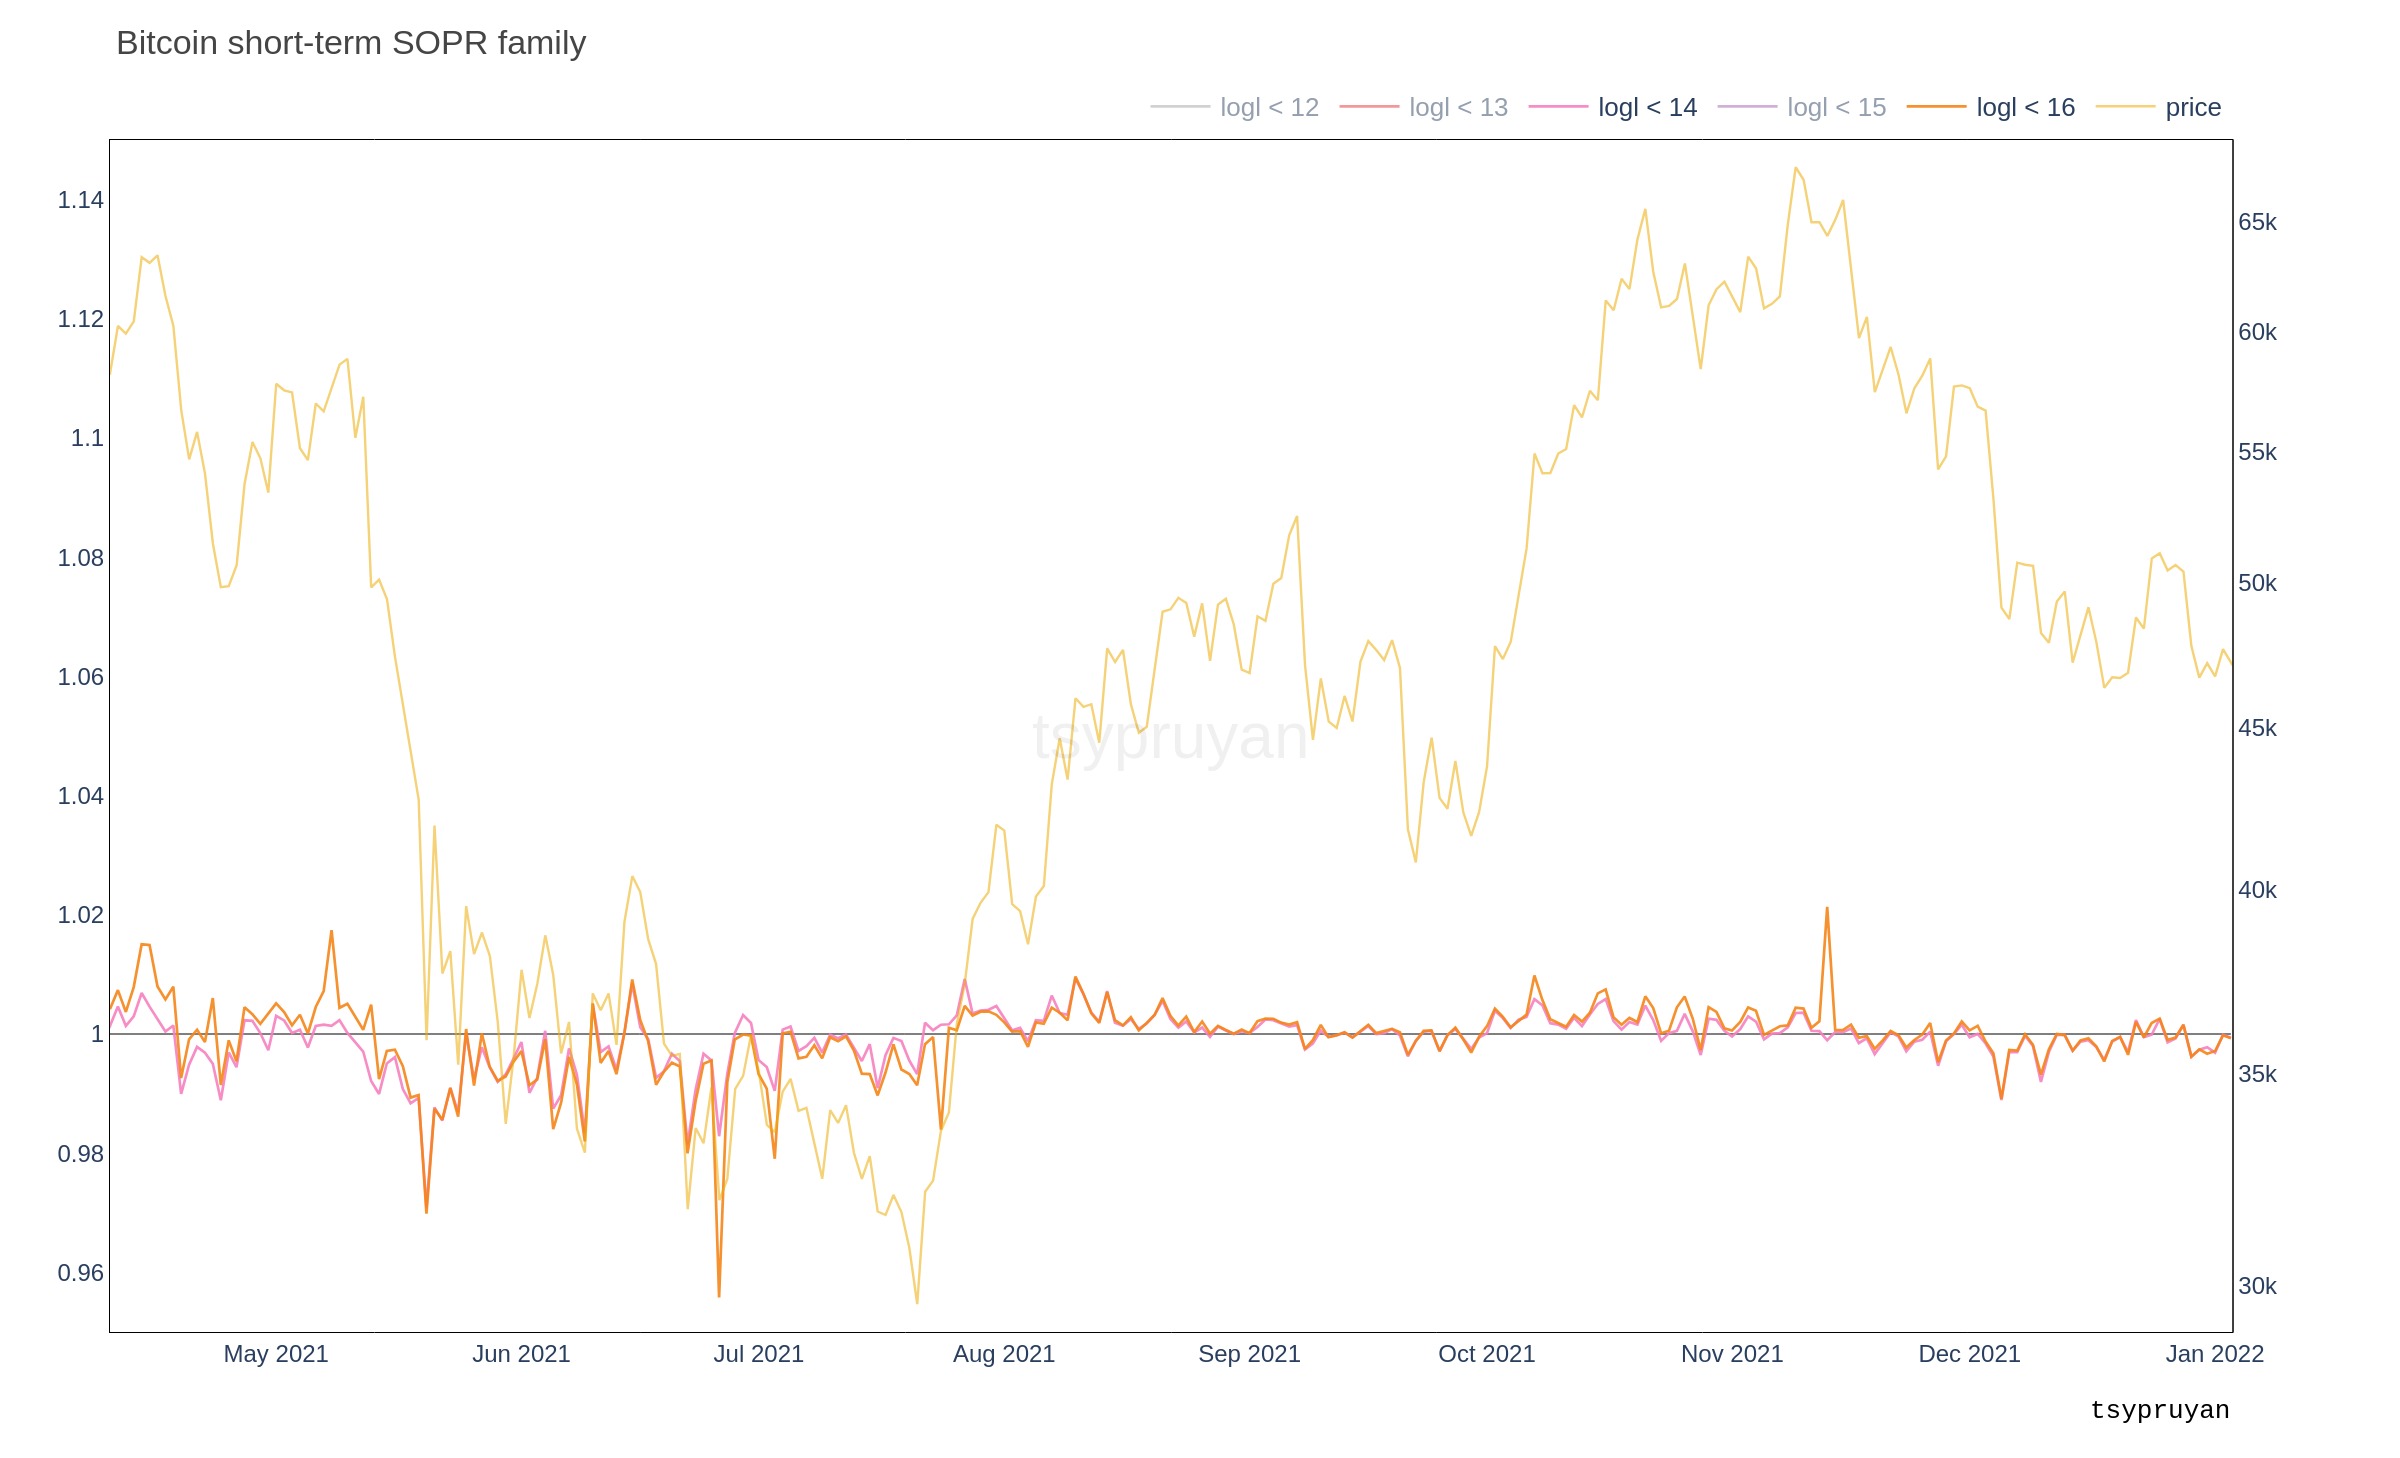 Bitcoin short-term SOPR family
logl < 12 logl < 13 logl < 14 logl < 15 logl < 16 price
1.14
1.12
1.1
1.08
1.06
1.04
1.02
1
0.98
0.96
65k
60k
55k
50k
45k
40k
35k
30k
tsypruyan
May 2021 Jun 2021 Jul 2021 Aug 2021 Sep 2021 Oct 2021 Nov 2021 Dec 2021 Jan 2022
tsypruyan